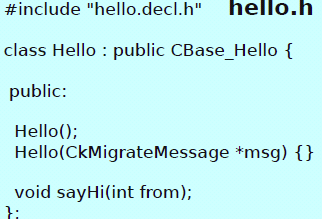 #include "hello.decl.h" hello.h
class Hello : public CBase_Hello {
public:
Hello();
Hello(CkMigrateMessage *msg) {}
void sayHi(int from);
};